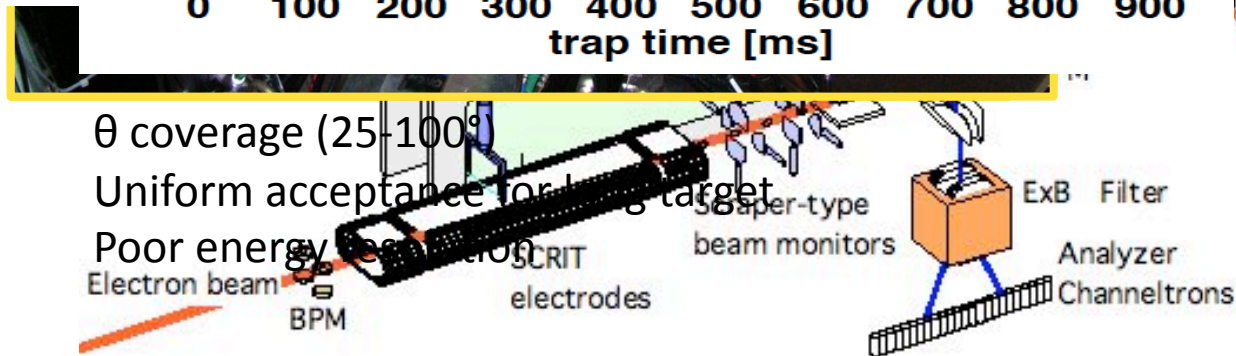 0 100 200 300 400 500 600 700 800 900
trap time [ms]
θ coverage (25-100°)
Uniform acceptance for long target
Poor energy resolution
Scraper-type
beam monitors
ExB Filter
Analyzer
Channeltrons
SCRIT
electrodes
Electron beam
BPM